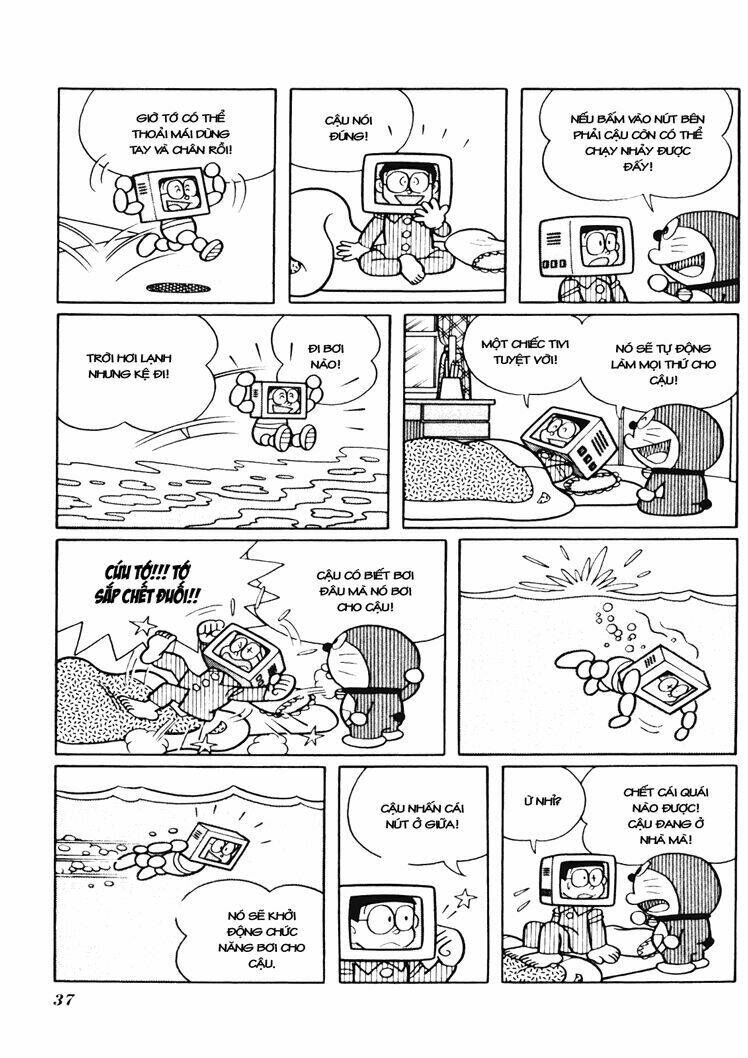 NẾU BẤM VÀO NÚT BÊN
PHẢI CẬU CÒN CÓ THỂ
CHẠY NHẢY ĐƯỢC
ĐẤY!
CẬU NÓI
ĐÚNG!
GIỜ TỚ CÓ THỂ
THOẢI MÁI DÙNG
TAY VÀ CHÂN RỒI!
NÓ SẼ TỰ ĐỘNG
LÀM MỌI THỨ CHO
CẬU!
MỘT CHIẾC TIVI
TUYỆT VỜI!
ĐI BƠI
NÀO!
TRỜI HƠI LẠNH
NHƯNG KỆ ĐI!
CẬU CÓ BIẾT BƠI
ĐÂU MÀ NÓ BƠI
CHO CẬU!
CỨU TỚ!!! TỚ
SẮP CHẾT ĐUỐI!!
CHẾT CÁI QUÁI
NÀO ĐƯỢC!
CẬU ĐANG Ở
NHÀ MÀ!
Ừ NHỈ?
CẬU NHẤN CÁI
NÚT Ở GIỮA!
NÓ SẼ KHỞI
ĐỘNG CHỨC
NĂNG BƠI CHO
CẬU.
37